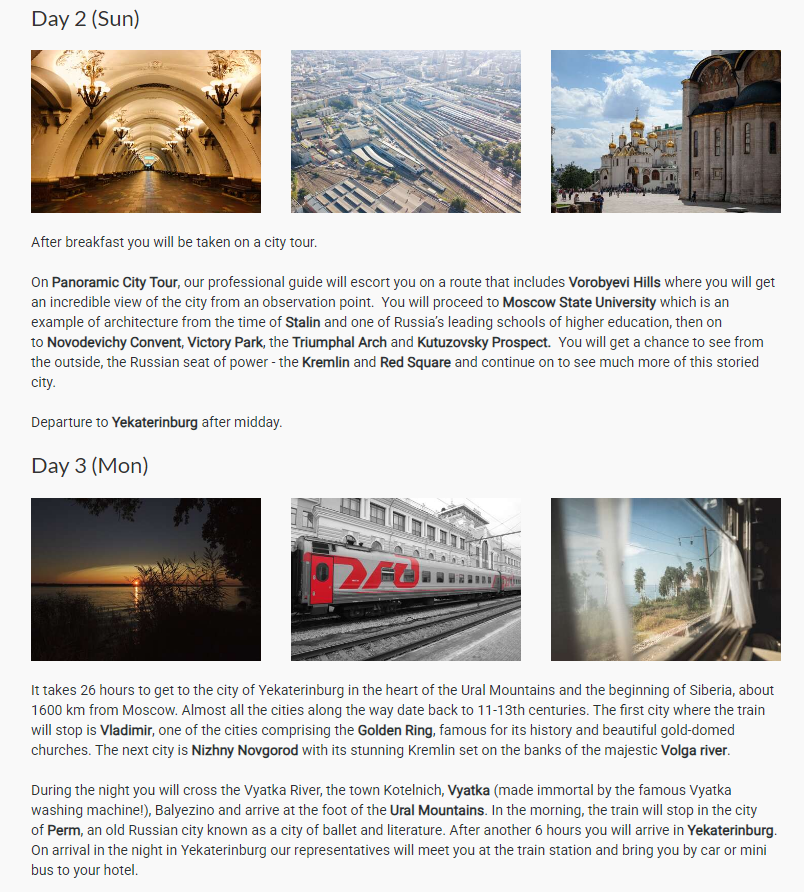 Day 2 (Sun)
After breakfast you will be taken on a city tour.
On Panoramic City Tour, our professional guide will escort you on a route that includes Vorobyevi Hills where you will get
an incredible view of the city from an observation point.  You will proceed to Moscow State University which is an
example of architecture from the time of Stalin and one of Russia's leading schools of higher education, then on
to Novodevichy Convent, Victory Park, the Triumphal Arch and Kutuzovsky Prospect.  You will get a chance to see from
the outside, the Russian seat of power - the Kremlin and Red Square and continue on to see much more of this storied
city.
Departure to Yekaterinburg after midday.
Day 3 (Mon)
It takes 26 hours to get to the city of Yekaterinburg in the heart of the Ural Mountains and the beginning of Siberia, about
1600 km from Moscow. Almost all the cities along the way date back to 11-13th centuries. The first city where the train
will stop is Vladimir, one of the cities comprising the Golden Ring, famous for its history and beautiful gold-domed
churches. The next city is Nizhny Novgorod with its stunning Kremlin set on the banks of the majestic Volga river.
During the night you will cross the Vyatka River, the town Kotelnich, Vyatka (made immortal by the famous Vyatka
washing machine!), Balyezino and arrive at the foot of the Ural Mountains. In the morning, the train will stop in the city
of Perm, an old Russian city known as a city of ballet and literature. After another 6 hours you will arrive in Yekaterinburg.
On arrival in the night in Yekaterinburg our representatives will meet you at the train station and bring you by car or mini
bus to your hotel.